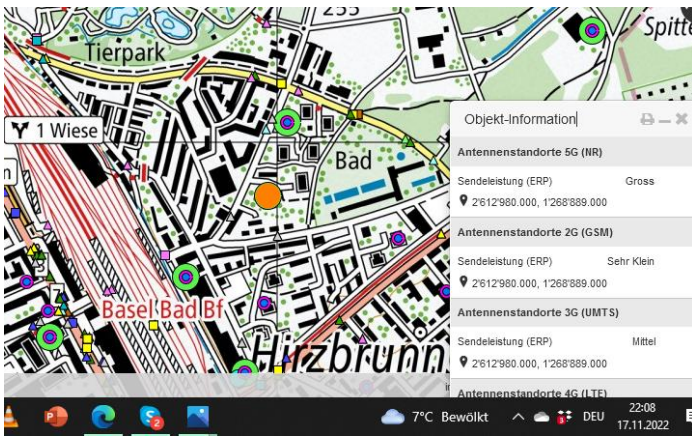 255
Spitte
Tierpark
1 Wiese
Bad
Basel Bad Bf
Hirzbrunn
Objekt-Information
Antennenstandorte 5G (NR)
Sendeleistung (ERP) Gross
2'612'980.000, 1'268'889.000
Antennenstandorte 2G (GSM)
Sendeleistung (ERP) Sehr Klein
2'612'980.000, 1'268'889.000
Antennenstandorte 3G (UMTS)
Sendeleistung (ERP) Mittel
2'612'980.000, 1'268'889.000
Antennenstandorte 4G (LTE)
7°C Bewölkt
DEU
22:08
17.11.2022